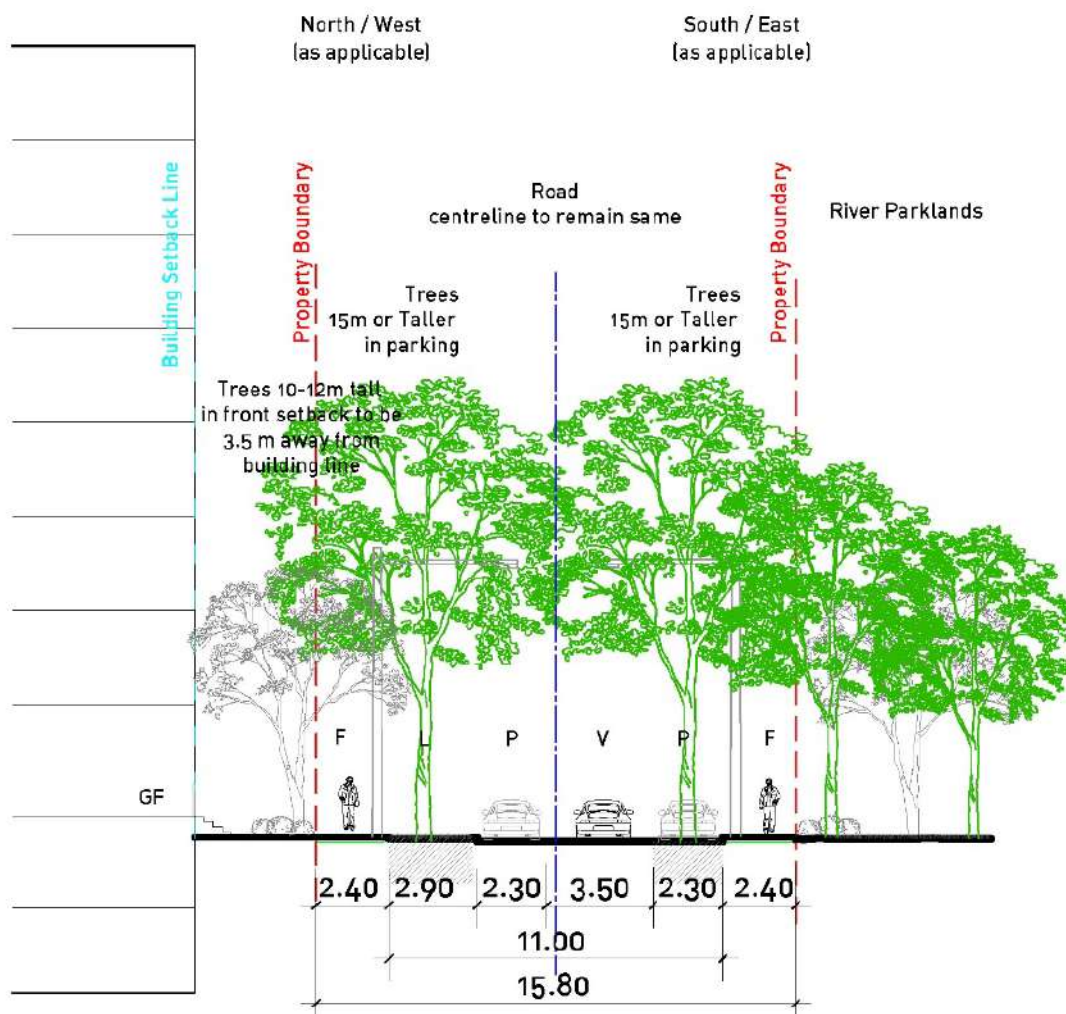 North / West
(as applicable)
South / East
(as applicable)
Building Setback Line
Property Boundary
Road
centreline to remain same
Property Boundary
River Parklands
Trees
15m or Taller
in parking
Trees
15m or Taller
in parking
Trees 10-12m tall
in front setback to be
3.5 m away from
building line
F
L
P
V
P
F
GF
2.40
2.90
2.30
3.50
2.30
2.40
11.00
15.80